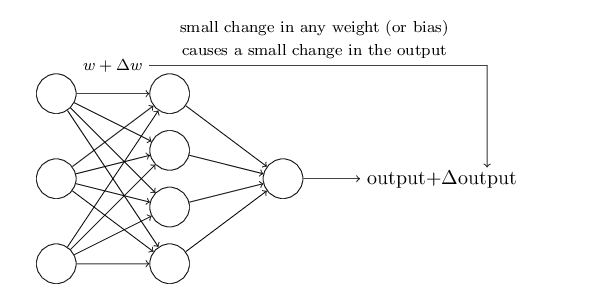 small change in any weight (or bias)
causes a small change in the output
w + Δw
output+Δoutput